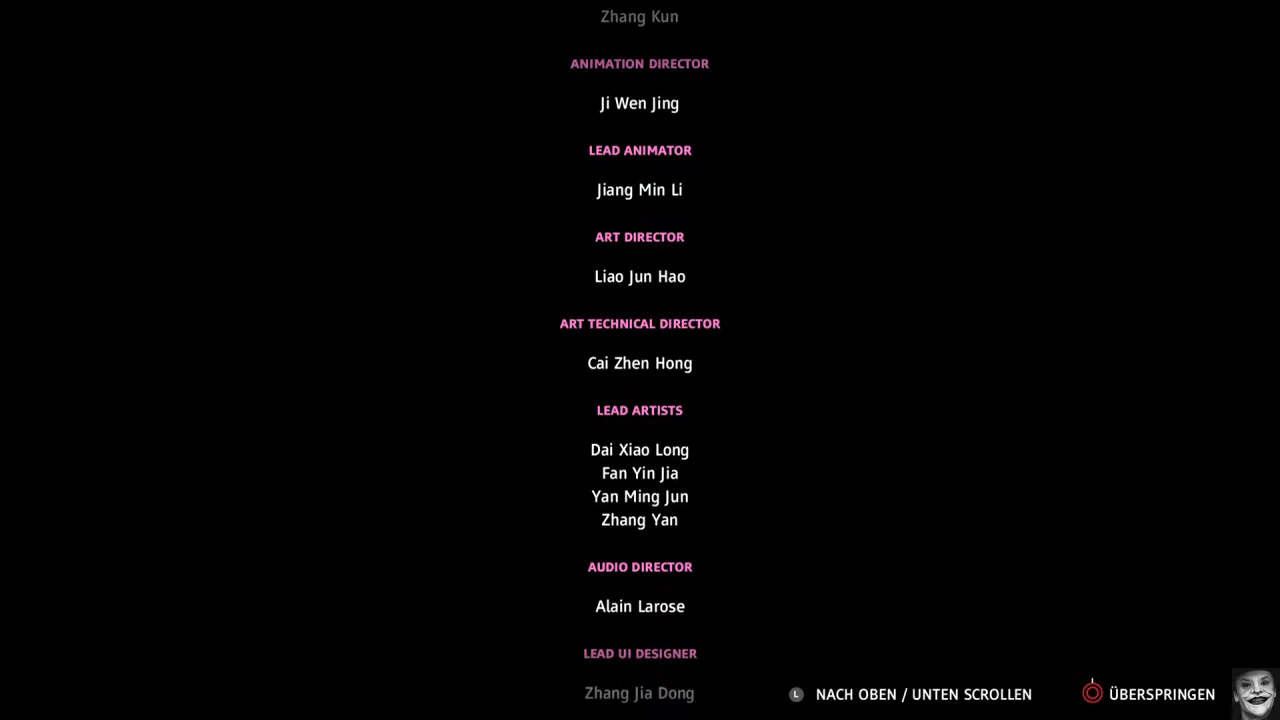 Zhang Kun
ANIMATION DIRECTOR
Ji Wen Jing
LEAD ANIMATOR
Jiang Min Li
ART DIRECTOR
Liao Jun Hao
ART TECHNICAL DIRECTOR
Cai Zhen Hong
LEAD ARTISTS
Dai Xiao Long
Fan Yin Jia
Yan Ming Jun
Zhang Yan
AUDIO DIRECTOR
Alain Larose
LEAD UI DESIGNER
Zhang Jia Dong
L NACH OBEN / UNTEN SCROLLEN ÜBERSPRINGEN